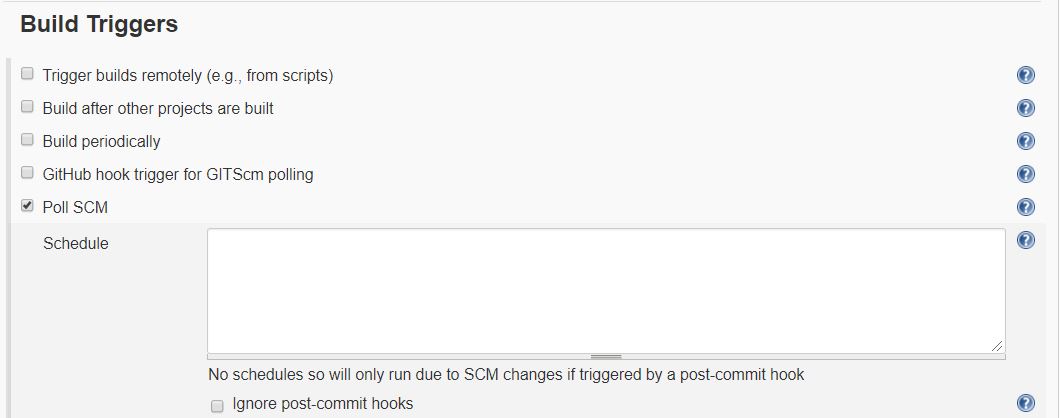 Build Triggers
Trigger builds remotely (e.g., from scripts)
Build after other projects are built
Build periodically
GitHub hook trigger for GITScm polling
Poll SCM
Schedule
No schedules so will only run due to SCM changes if triggered by a post-commit hook
Ignore post-commit hooks